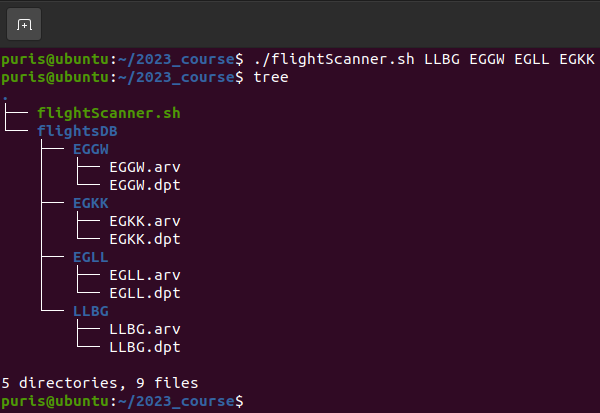 puris@ubuntu:~/2023_course$ ./flightScanner.sh LLBG EGGW EGLL EGKK
puris@ubuntu:~/2023_course$ tree
.
├── flightScanner.sh
└── flightsDB
    ├── EGGW
    │   ├── EGGW.arv
    │   └── EGGW.dpt
    ├── EGKK
    │   ├── EGKK.arv
    │   └── EGKK.dpt
    ├── EGLL
    │   ├── EGLL.arv
    │   └── EGLL.dpt
    └── LLBG
        ├── LLBG.arv
        └── LLBG.dpt
5 directories, 9 files
puris@ubuntu:~/2023_course$